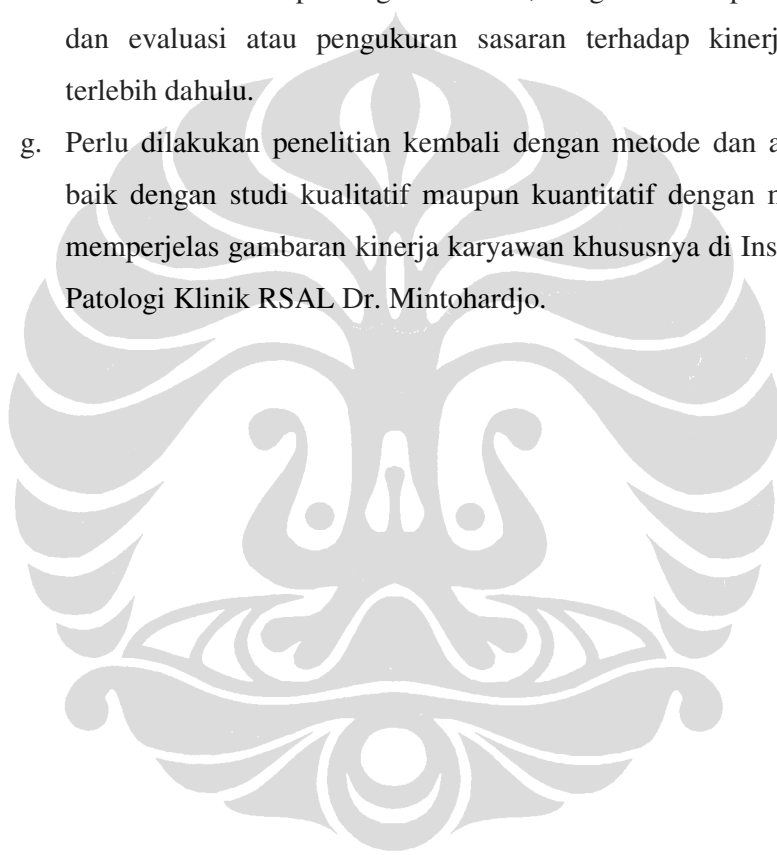 dan evaluasi atau pengukuran sasaran terhadap
terlebih dahulu.
g. Perlu dilakukan penelitian kembali dengan metode dan
baik dengan studi kualitatif maupun kuantitatif dengan
memperjelas gambaran kinerja karyawan khususnya di
Patologi Klinik RSAL Dr. Mintohardjo.